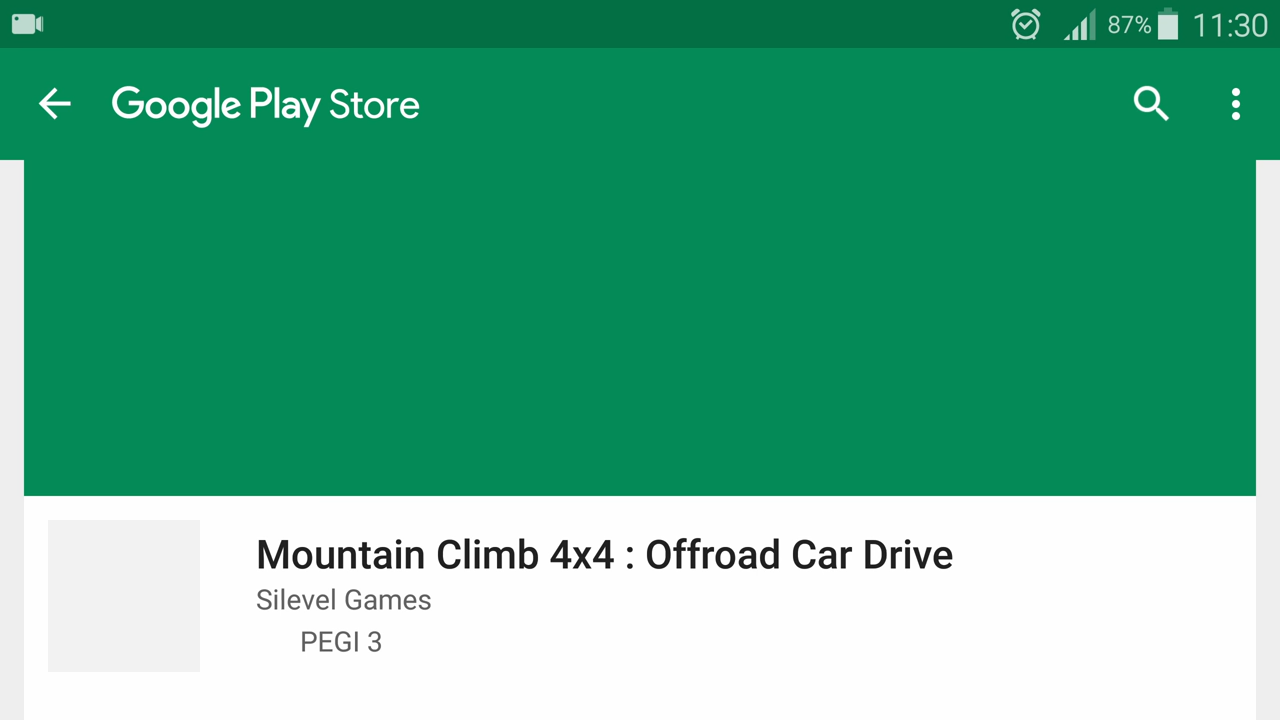 87% 11:30
Google Play Store
Mountain Climb 4x4 : Offroad Car Drive
Silevel Games
PEGI 3